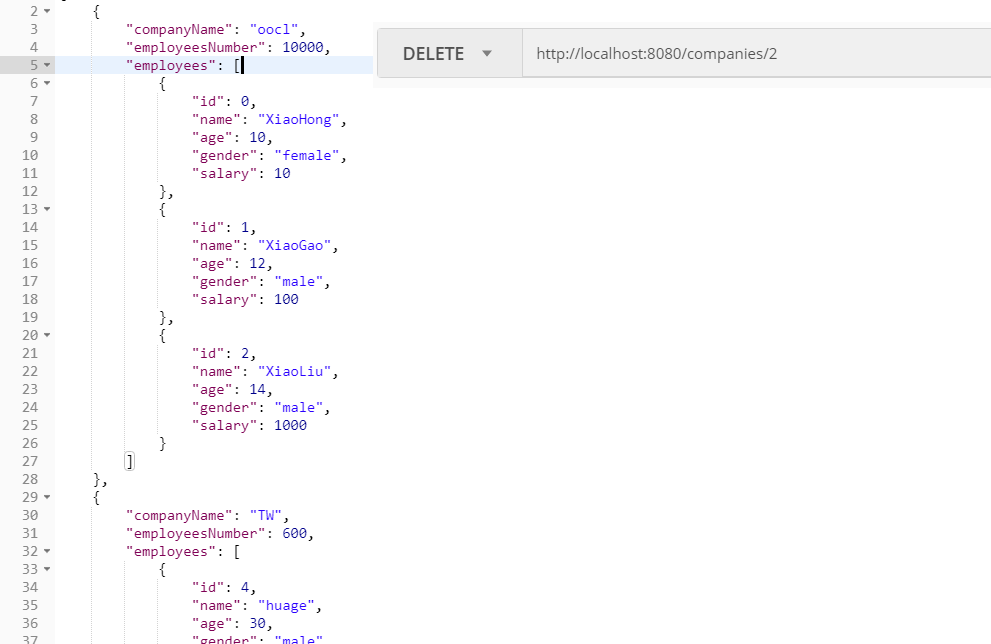 DELETE http://localhost:8080/companies/2
2 {
3 "companyName": "oocl",
4 "employeesNumber": 10000,
5 "employees": [
6 {
7 "id": 0,
8 "name": "XiaoHong",
9 "age": 10,
10 "gender": "female",
11 "salary": 10
12 },
13 {
14 "id": 1,
15 "name": "XiaoGao",
16 "age": 12,
17 "gender": "male",
18 "salary": 100
19 },
20 {
21 "id": 2,
22 "name": "XiaoLiu",
23 "age": 14,
24 "gender": "male",
25 "salary": 1000
26 }
27 ]
28 },
29 {
30 "companyName": "TW",
31 "employeesNumber": 600,
32 "employees": [
33 {
34 "id": 4,
35 "name": "huage",
36 "age": 30,
37 "gender": "male"